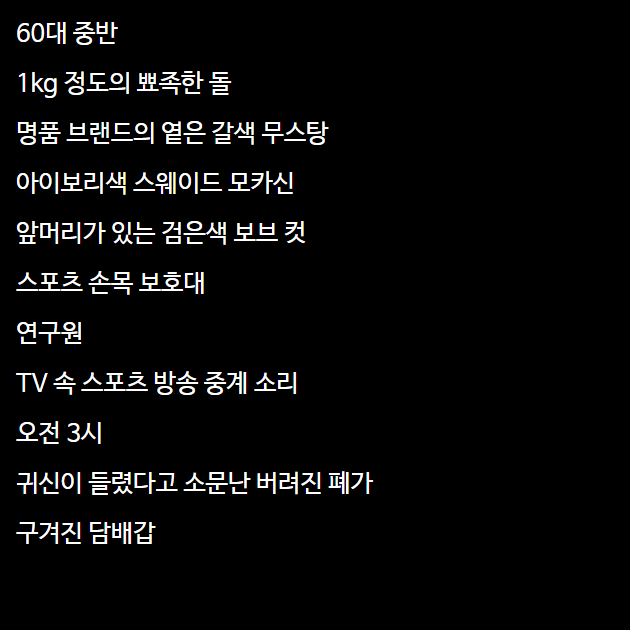 60대 중반
1kg 정도의 뾰족한 돌
명품 브랜드의 옅은 갈색 무스탕
아이보리색 스웨이드 모카신
앞머리가 있는 검은색 보브 컷
스포츠 손목 보호대
연구원
TV 속 스포츠 방송 중계 소리
오전 3시
귀신이 들렸다고 소문난 버려진 폐가
구겨진 담배갑